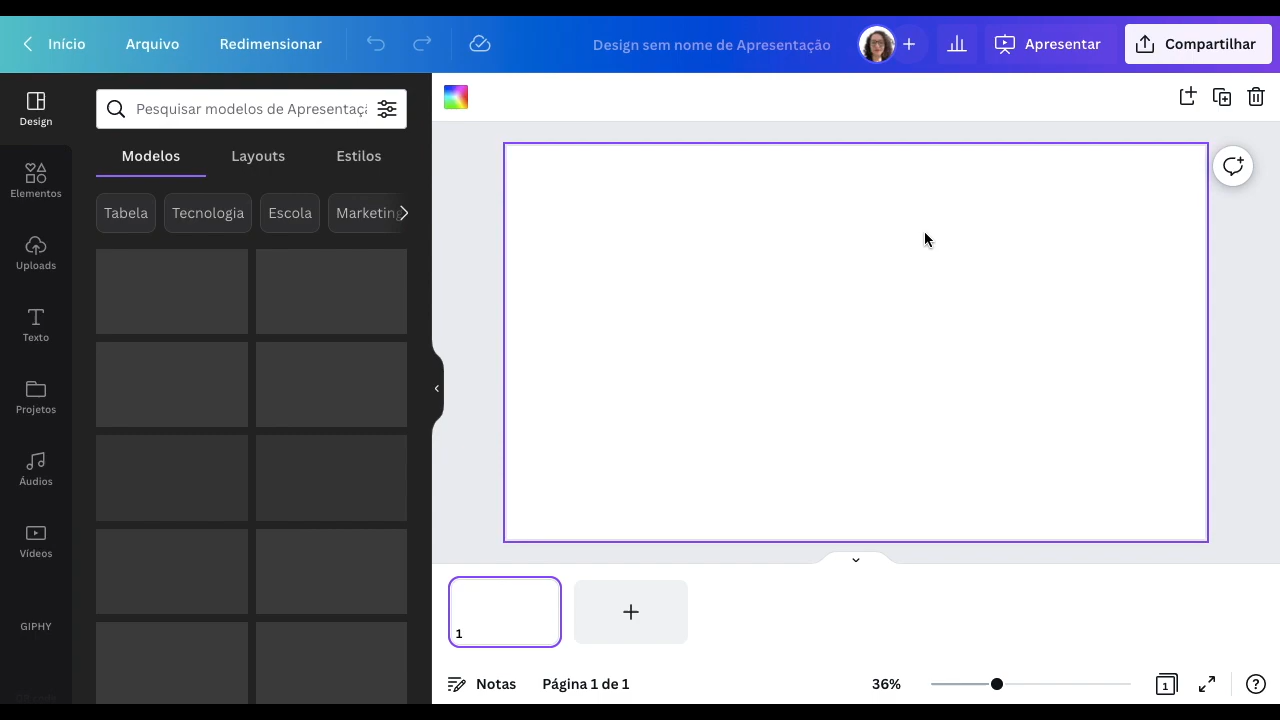 Início Arquivo Redimensionar Design sem nome de Apresentação Apresentar Compartilhar
Design
Elementos
Uploads
Texto
Projetos
Áudios
Vídeos
GIPHY
Pesquisar modelos de Apresentaç
Modelos Layouts Estilos
Tabela Tecnologia Escola Marketing
1
Notas Página 1 de 1 36% 1